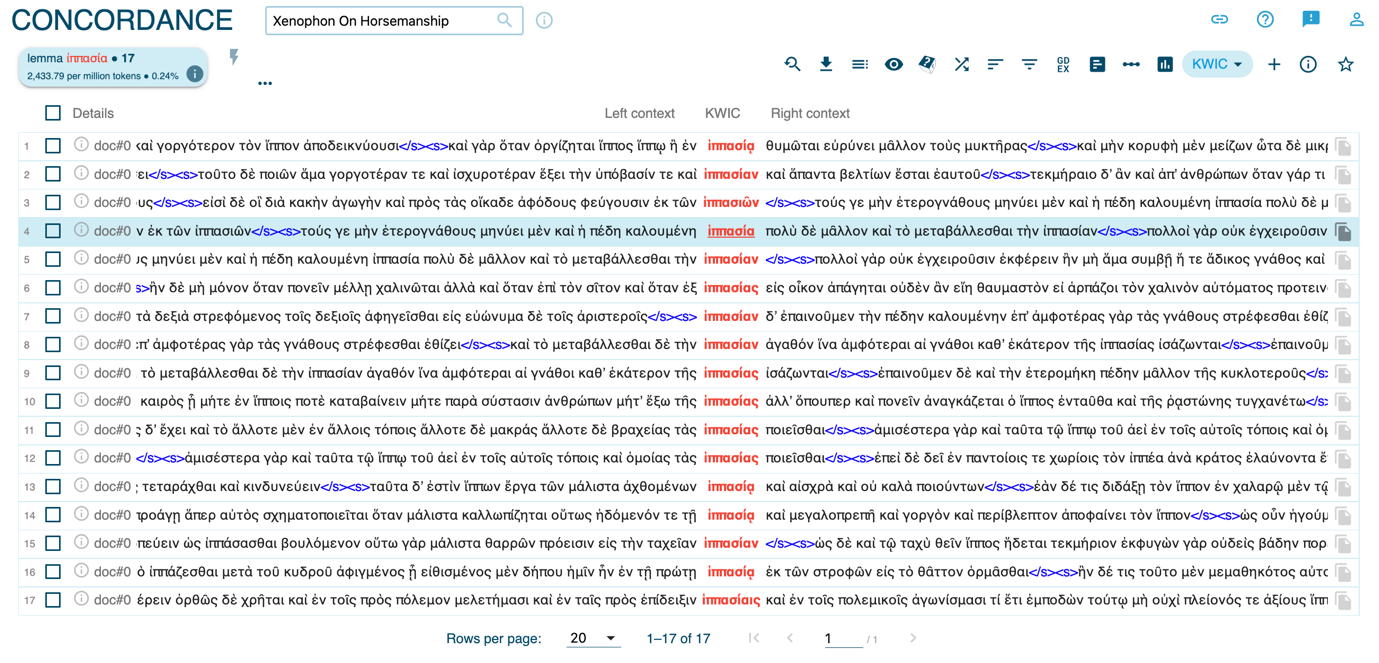 CONCORDANCE Xenophon On Horsemanship
lemma ἱππασία • 17
2,433.79 per million tokens • 0.24%
GD EX KWIC
Details Left context KWIC Right context
1 doc#0 καὶ γοργότερον τὸν ἵππον ἀποδεικνύουσι</s><s>καὶ γὰρ ὅταν ὀργίζηται ἵππος ἵππῳ ἢ ἐν ἱππασίᾳ θυμῶται εὐρύνει μᾶλλον τοὺς μυκτῆρας</s><s>καὶ μὴν κορυφὴ μὲν μείζων ὦτα δὲ μικρ
2 doc#0 ει</s><s>τοῦτο δὲ ποιῶν ἅμα γοργοτέραν τε καὶ ἰσχυροτέραν ἕξει τὴν ὑπόβασίν τε καὶ ἱππασίαν καὶ ἅπαντα βελτίων ἔσται ἑαυτοῦ</s><s>τεκμήραιο δ’ ἂν καὶ ἀπ’ ἀνθρώπων ὅταν γάρ τι
3 doc#0 υς</s><s>εἰσὶ δὲ οἳ διὰ κακὴν ἀγωγὴν καὶ πρὸς τὰς οἴκαδε ἀφόδους φεύγουσιν ἐκ τῶν ἱππασιῶν </s><s>τούς γε μὴν ἑτερογνάθους μηνύει μὲν καὶ ἡ πέδη καλουμένη ἱππασία πολὺ δὲ μ
4 doc#0 ν ἐκ τῶν ἱππασιῶν</s><s>τούς γε μὴν ἑτερογνάθους μηνύει μὲν καὶ ἡ πέδη καλουμένη ἱππασία πολὺ δὲ μᾶλλον καὶ τὸ μεταβάλλεσθαι τὴν ἱππασίαν</s><s>πολλοὶ γὰρ οὐκ ἐγχειροῦσιν
5 doc#0 ς μηνύει μὲν καὶ ἡ πέδη καλουμένη ἱππασία πολὺ δὲ μᾶλλον καὶ τὸ μεταβάλλεσθαι τὴν ἱππασίαν </s><s>πολλοὶ γὰρ οὐκ ἐγχειροῦσιν ἐκφέρειν ἢν μὴ ἅμα συμβῇ ἥ τε ἄδικος γνάθος καὶ
6 doc#0 s>ἢν δὲ μὴ μόνον ὅταν πονεῖν μέλλῃ χαλινῶται ἀλλὰ καὶ ὅταν ἐπὶ τὸν σῖτον καὶ ὅταν ἐξ ἱππασίας εἰς οἶκον ἀπάγηται οὐδὲν ἂν εἴη θαυμαστὸν εἰ ἁρπάζοι τὸν χαλινὸν αὐτόματος προτειν
7 doc#0 τὰ δεξιὰ στρεφόμενος τοῖς δεξιοῖς ἀφηγεῖσθαι εἰς εὐώνυμα δὲ τοῖς ἀριστεροῖς</s><s> ἱππασίαν δ’ ἐπαινοῦμεν τὴν πέδην καλουμένην ἐπ’ ἀμφοτέρας γὰρ τὰς γνάθους στρέφεσθαι ἐθίζ
8 doc#0 π’ ἀμφοτέρας γὰρ τὰς γνάθους στρέφεσθαι ἐθίζει</s><s>καὶ τὸ μεταβάλλεσθαι δὲ τὴν ἱππασίαν ἀγαθὸν ἵνα ἀμφότεραι αἱ γνάθοι καθ’ ἑκάτερον τῆς ἱππασίας ἰσάζωνται</s><s>ἐπαινοῦμ
9 doc#0 τὸ μεταβάλλεσθαι δὲ τὴν ἱππασίαν ἀγαθὸν ἵνα ἀμφότεραι αἱ γνάθοι καθ’ ἑκάτερον τῆς ἱππασίας ἰσάζωνται</s><s>ἐπαινοῦμεν δὲ καὶ τὴν ἑτερομήκη πέδην μᾶλλον τῆς κυκλοτεροῦς</s>
10 doc#0 καιρὸς ᾖ μήτε ἐν ἵπποις ποτὲ καταβαίνειν μήτε παρὰ σύστασιν ἀνθρώπων μήτ’ ἔξω τῆς ἱππασίας ἀλλ’ ὅπουπερ καὶ πονεῖν ἀναγκάζεται ὁ ἵππος ἐνταῦθα καὶ τῆς ῥᾳστώνης τυγχανέτω</s>
11 doc#0 ς δ’ ἔχει καὶ τὸ ἄλλοτε μὲν ἐν ἄλλοις τόποις ἄλλοτε δὲ μακρὰς ἄλλοτε δὲ βραχείας τὰς ἱππασίας ποιεῖσθαι</s><s>ἀμισέστερα γὰρ καὶ ταῦτα τῷ ἵππῳ τοῦ ἀεὶ ἐν τοῖς αὐτοῖς τόποις καὶ ὁμ
12 doc#0 </s><s>ἀμισέστερα γὰρ καὶ ταῦτα τῷ ἵππῳ τοῦ ἀεὶ ἐν τοῖς αὐτοῖς τόποις καὶ ὁμοίας τὰς ἱππασίας ποιεῖσθαι</s><s>ἐπεὶ δὲ δεῖ ἐν παντοίοις τε χωρίοις τὸν ἱππέα ἀνὰ κράτος ἐλαύνοντα ἔ
13 doc#0 τεταράχθαι καὶ κινδυνεύειν</s><s>ταῦτα δ’ ἐστὶν ἵππων ἔργα τῶν μάλιστα ἀχθομένων ἱππασίᾳ καὶ αἰσχρὰ καὶ οὐ καλὰ ποιούντων</s><s>ἐὰν δέ τις διδάξῃ τὸν ἵππον ἐν χαλαρῷ μὲν τῷ
14 doc#0 προάγῃ ἅπερ αὐτὸς σχηματοποιεῖται ὅταν μάλιστα καλλωπίζηται οὕτως ἡδόμενόν τε τῇ ἱππασίᾳ καὶ μεγαλοπρεπῆ καὶ γοργὸν καὶ περίβλεπτον ἀποφαίνει τὸν ἵππον</s><s>ὡς οὖν ἡγούμ
15 doc#0 πεύειν ὡς ἱππάσασθαι βουλόμενον οὕτω γὰρ μάλιστα θαρρῶν πρόεισιν εἰς τὴν ταχεῖαν ἱππασίαν </s><s>ὡς δὲ καὶ τῷ ταχὺ θεῖν ἵππος ἥδεται τεκμήριον ἐκφυγὼν γὰρ οὐδεὶς βάδην πορ
16 doc#0 ὸ ἱππάζεσθαι μετὰ τοῦ κυδροῦ ἀφιγμένος ᾖ εἰθισμένος μὲν δήπου ἡμῖν ἦν ἐν τῇ πρώτῃ ἱππασίᾳ ἐκ τῶν στροφῶν εἰς τὸ θᾶττον ὁρμᾶσθαι</s><s>ἢν δέ τις τοῦτο μὲν μεμαθηκότος αὐτο
17 doc#0 έρειν ὀρθῶς δὲ χρῆται καὶ ἐν τοῖς πρὸς πόλεμον μελετήμασι καὶ ἐν ταῖς πρὸς ἐπίδειξιν ἱππασίαις καὶ ἐν τοῖς πολεμικοῖς ἀγωνίσμασι τί ἔτι ἐμποδὼν τούτῳ μὴ οὐχὶ πλείονός τε ἀξίους ἵππ
Rows per page: 20 1–17 of 17 1 / 1